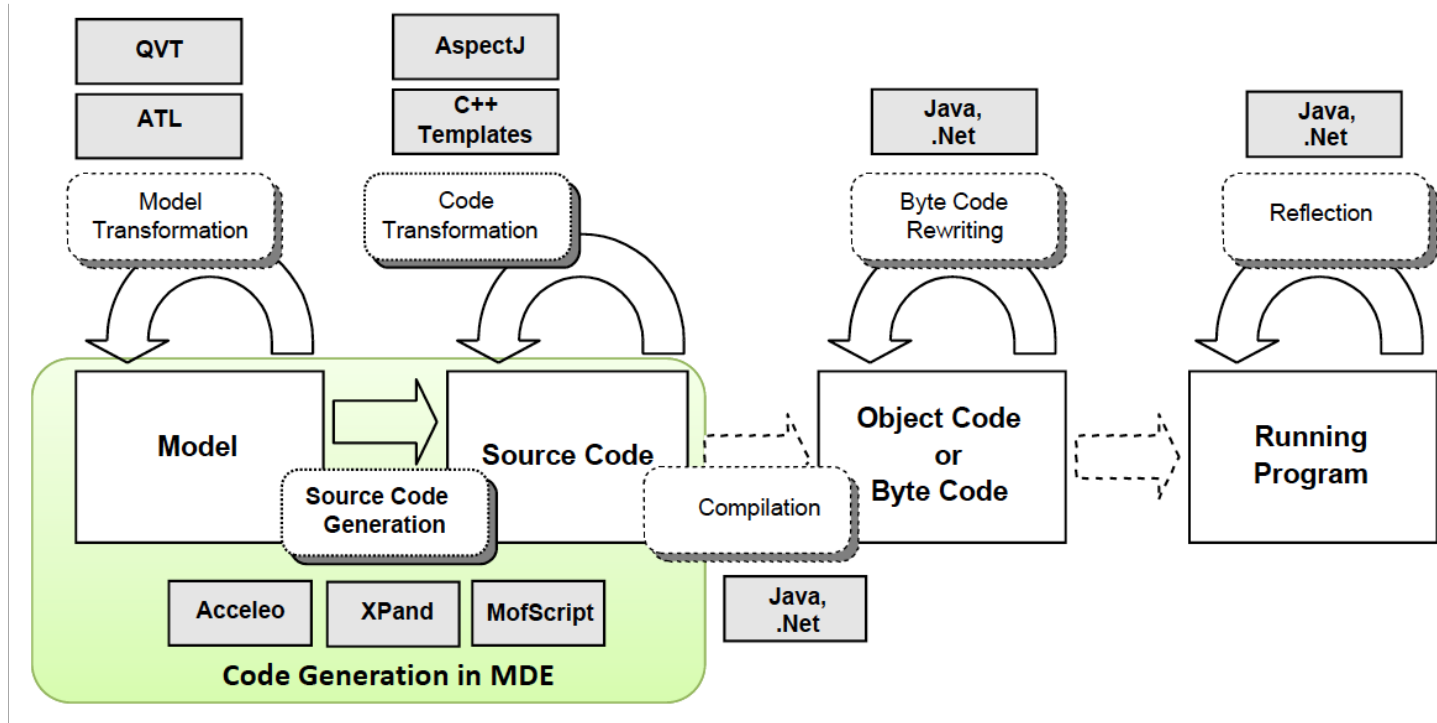 QVT
ATL
Model
Transformation
AspectJ
C++
Templates
Code
Transformation
Java,
.Net
Byte Code
Rewriting
Java,
.Net
Reflection
Model
Source Code
Object Code
or
Byte Code
Running
Program
Source Code
Generation
Compilation
Acceleo
XPand
MofScript
Java,
.Net
Code Generation in MDE